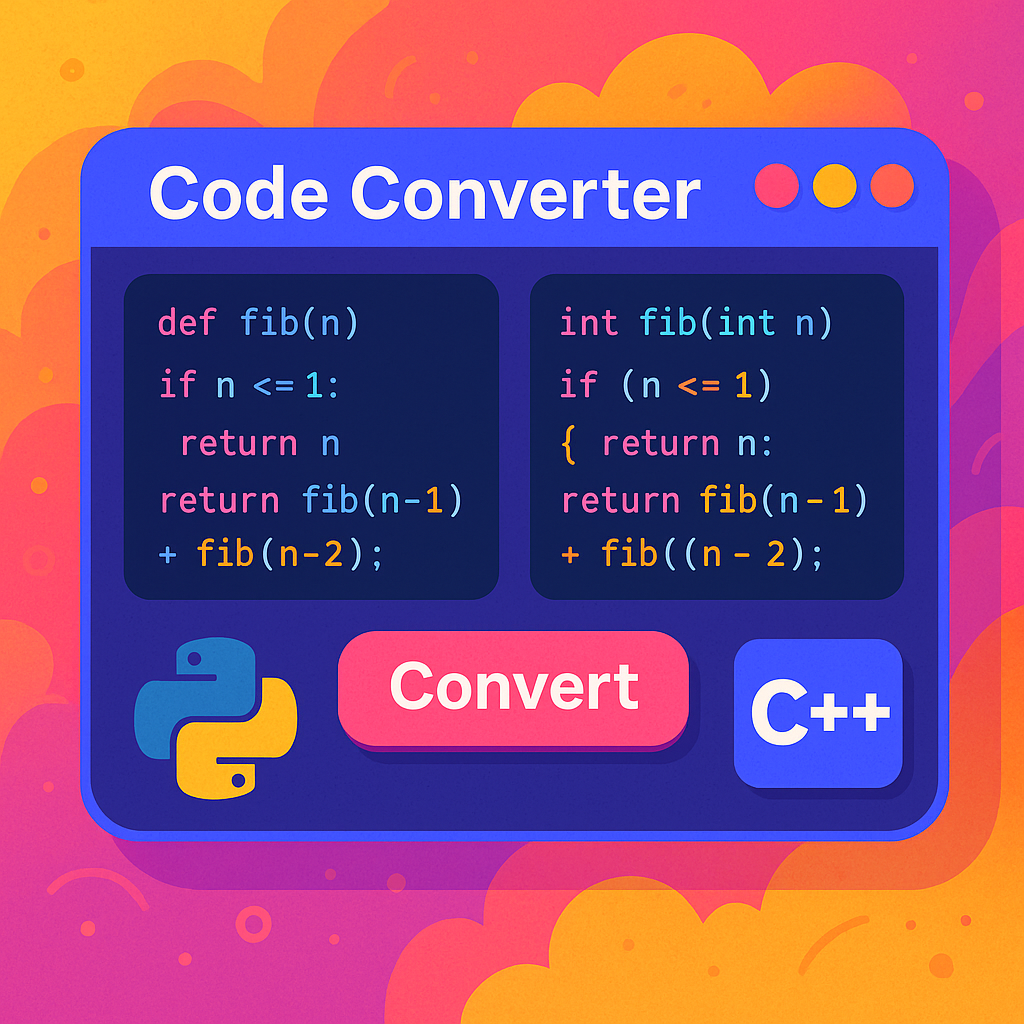 Code Converter
def fib(n)
if n <= 1:
return n
return fib(n-1)
+ fib(n-2);
int fib(int n)
if (n <= 1)
{ return n:
return fib(n - 1)
+ fib((n - 2);
Convert
C++